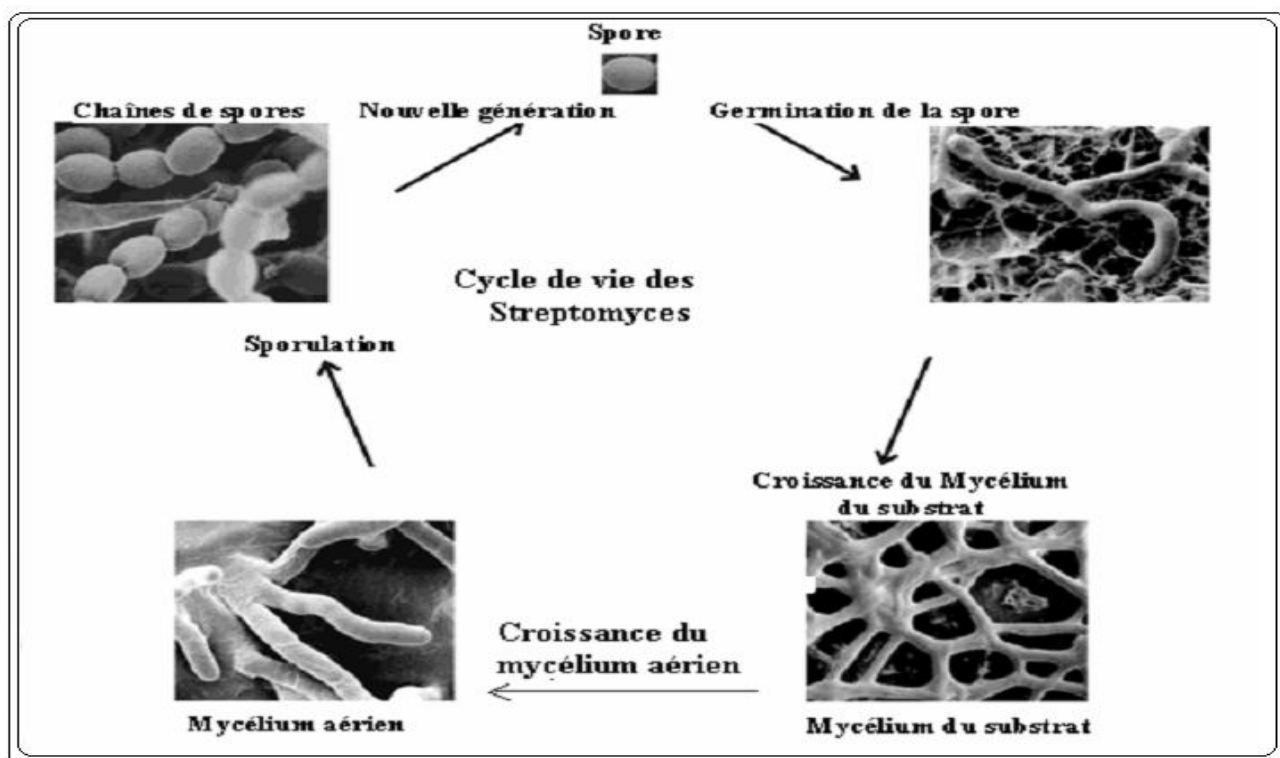 Spore
Chaînes de spores
Nouvelle génération
Germination de la spore
Cycle de vie des
Streptomyces
Sporulation
Croissance du Mycélium
du substrat
Croissance du
mycélium aérien
Mycélium aérien
Mycélium du substrat